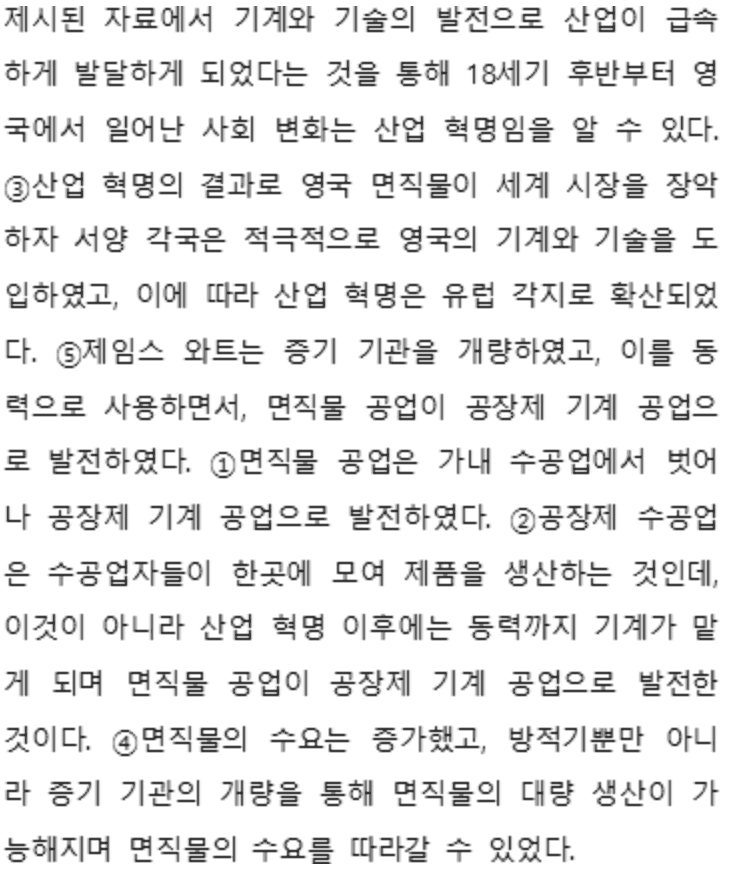 제시된 자료에서 기계와 기술의 발전으로 산업이 급속
하게 발달하게 되었다는 것을 통해 18세기 후반부터 영
국에서 일어난 사회 변화는 산업 혁명임을 알 수 있다.
③산업 혁명의 결과로 영국 면직물이 세계 시장을 장악
하자 서양 각국은 적극적으로 영국의 기계와 기술을 도
입하였고, 이에 따라 산업 혁명은 유럽 각지로 확산되었
다. ⑤제임스 와트는 증기 기관을 개량하였고, 이를 동
력으로 사용하면서, 면직물 공업이 공장제 기계 공업으
로 발전하였다. ①면직물 공업은 가내 수공업에서 벗어
나 공장제 기계 공업으로 발전하였다. ②공장제 수공업
은 수공업자들이 한곳에 모여 제품을 생산하는 것인데,
이것이 아니라 산업 혁명 이후에는 동력까지 기계가 맡
게 되며 면직물 공업이 공장제 기계 공업으로 발전한
것이다. ④면직물의 수요는 증가했고, 방적기뿐만 아니
라 증기 기관의 개량을 통해 면직물의 대량 생산이 가
능해지며 면직물의 수요를 따라갈 수 있었다.